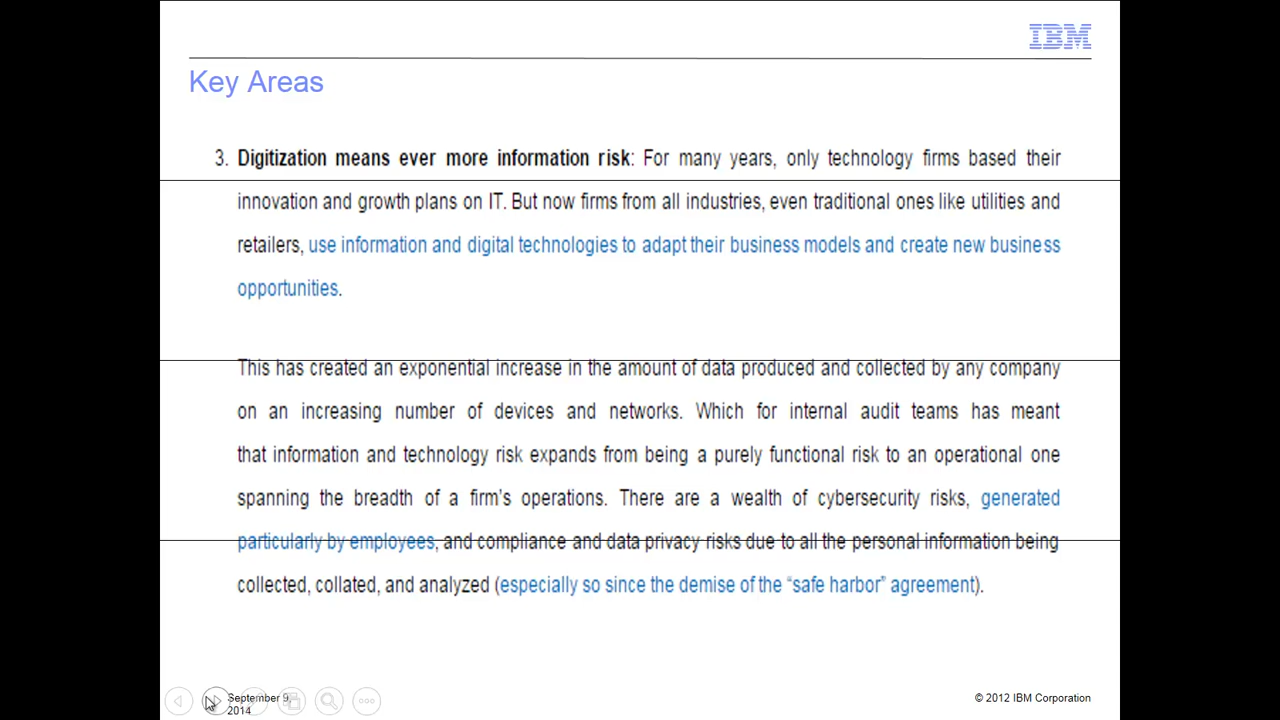 IBM
Key Areas
3. Digitization means ever more information risk: For many years, only technology firms based their
innovation and growth plans on IT. But now firms from all industries, even traditional ones like utilities and
retailers, use information and digital technologies to adapt their business models and create new business
opportunities.
This has created an exponential increase in the amount of data produced and collected by any company
on an increasing number of devices and networks. Which for internal audit teams has meant
that information and technology risk expands from being a purely functional risk to an operational one
spanning the breadth of a firm's operations. There are a wealth of cybersecurity risks, generated
particularly by employees, and compliance and data privacy risks due to all the personal information being
collected, collated, and analyzed (especially so since the demise of the “safe harbor” agreement).
September 9,
2014
© 2012 IBM Corporation